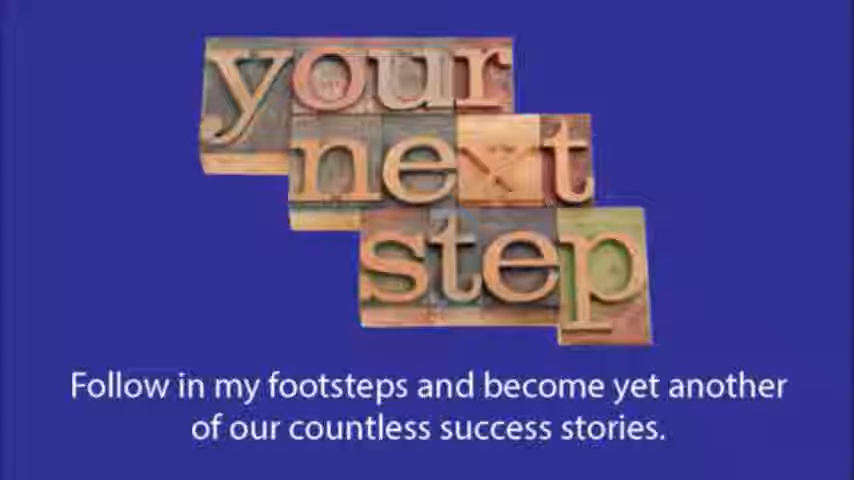 your
next
step
Follow in my footsteps and become yet another
of our countless success stories.